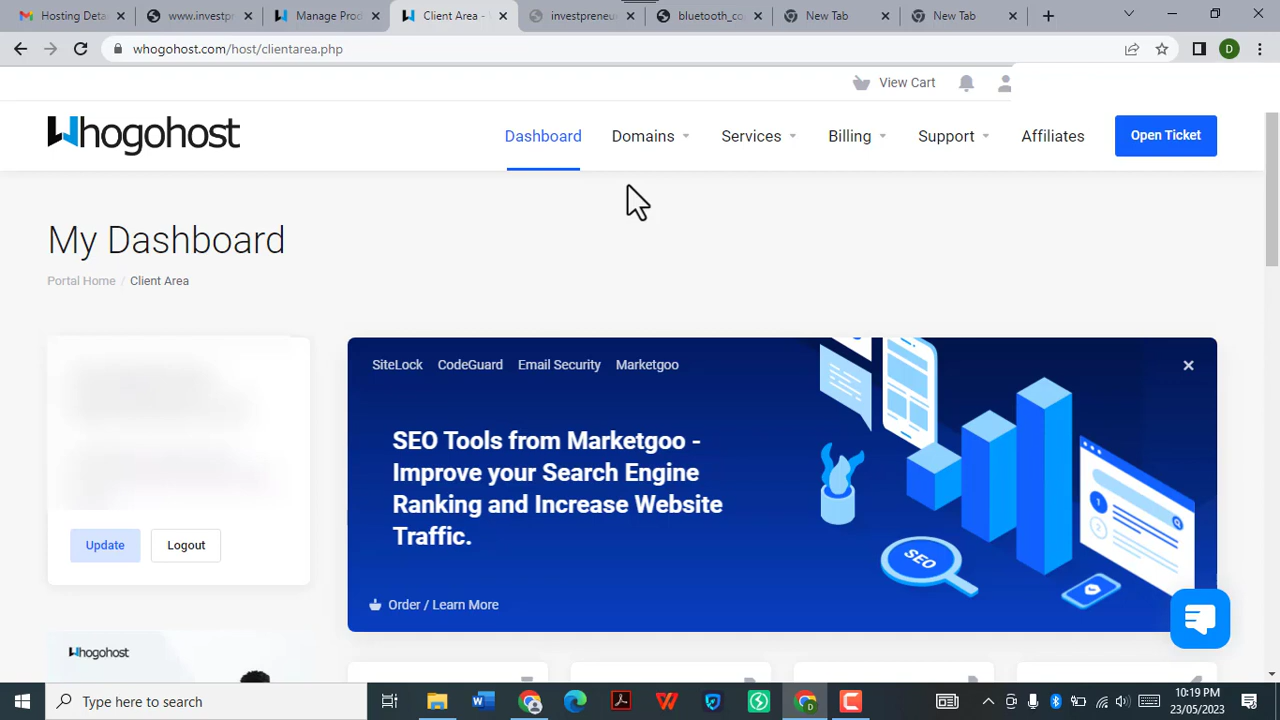 Hosting Deta
www.investpr
Manage Prod
Client Area -
investpreneu
bluetooth_co
New Tab
New Tab
whogohost.com/host/clientarea.php
D
View Cart
Whogohost
Dashboard
Domains
Services
Billing
Support
Affiliates
Open Ticket
My Dashboard
Portal Home / Client Area
Update
Logout
SiteLock
CodeGuard
Email Security
Marketgoo
SEO Tools from Marketgoo -
Improve your Search Engine
Ranking and Increase Website
Traffic.
1
2
SEO
Order / Learn More
Whogohost
Type here to search
10:19 PM
23/05/2023